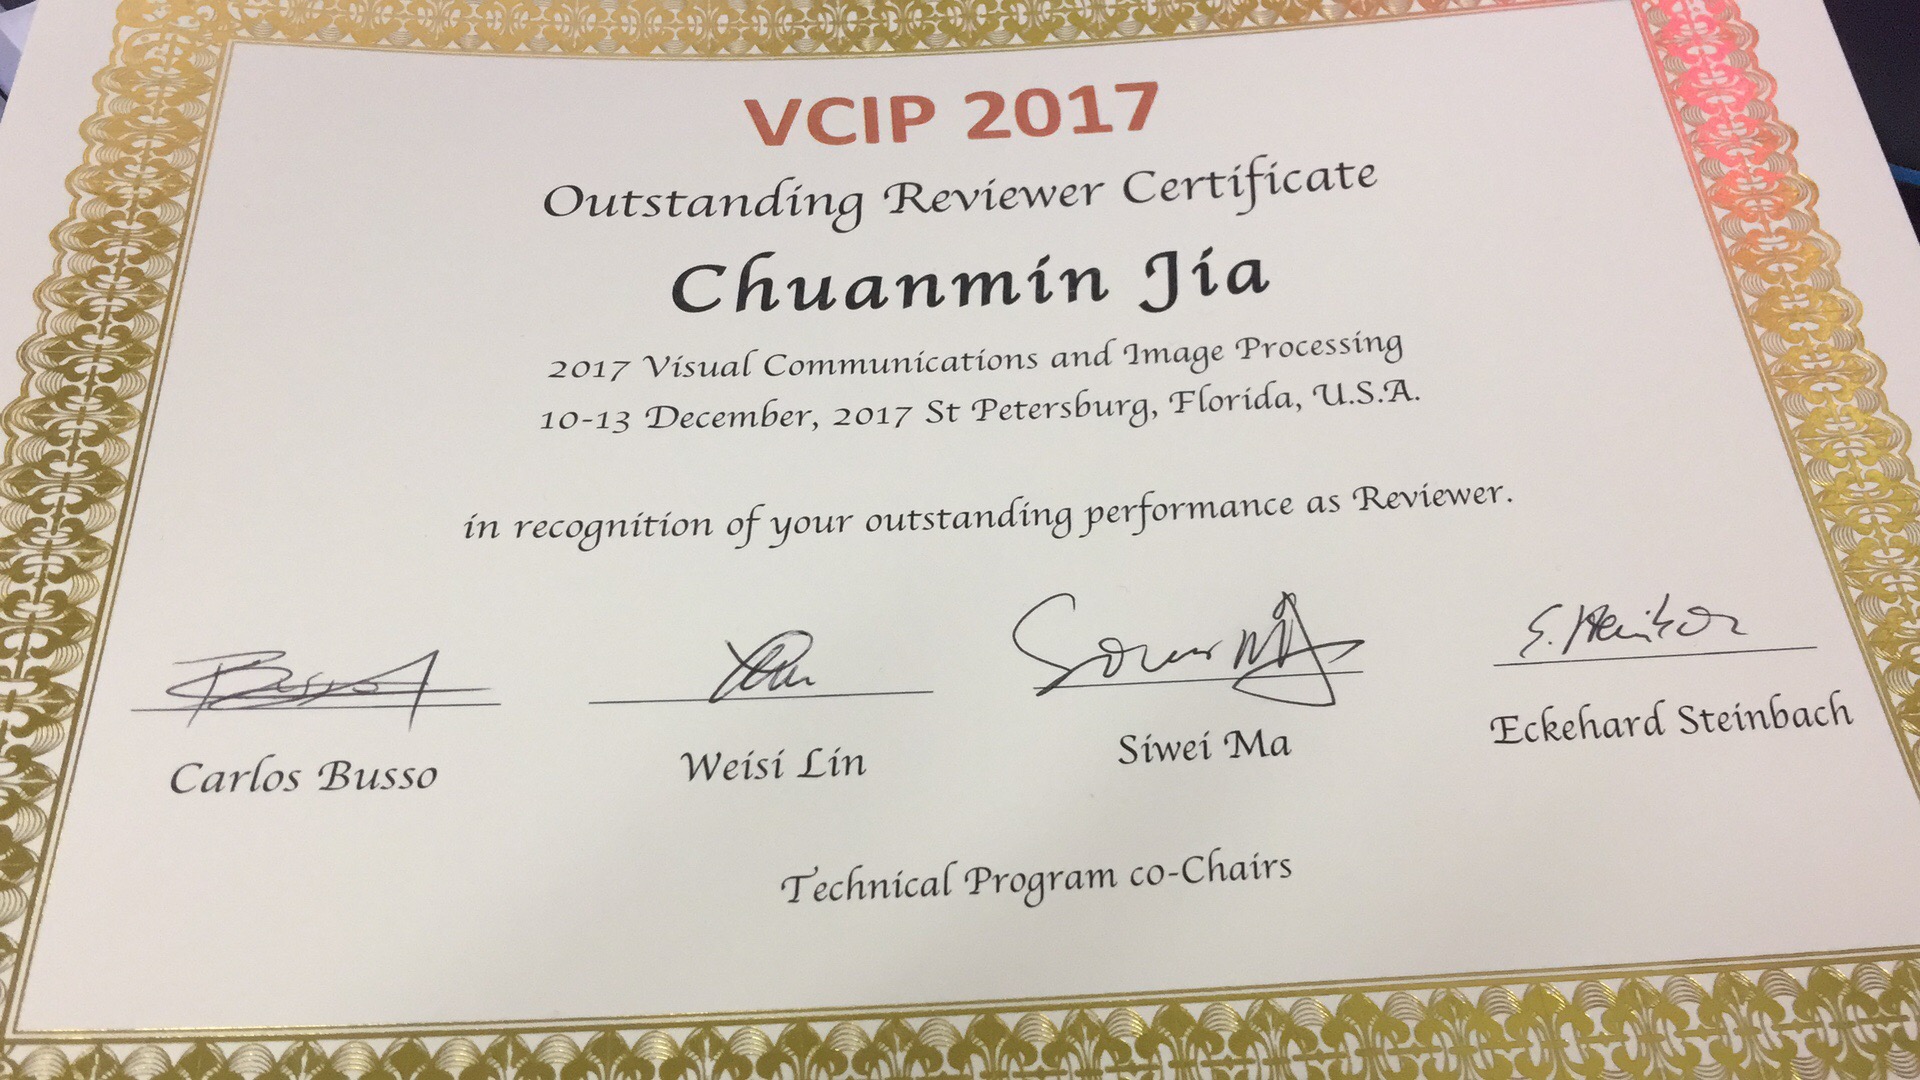 VCIP 2017
Outstanding Reviewer Certificate
Chuanmin Jia
2017 Visual Communications and Image Processing
10-13 December, 2017 St Petersburg, Florida, U.S.A.
in recognition of your outstanding performance as Reviewer.
Carlos Busso Weisi Lin Siwei Ma Eckehard Steinbach
Technical Program co-Chairs